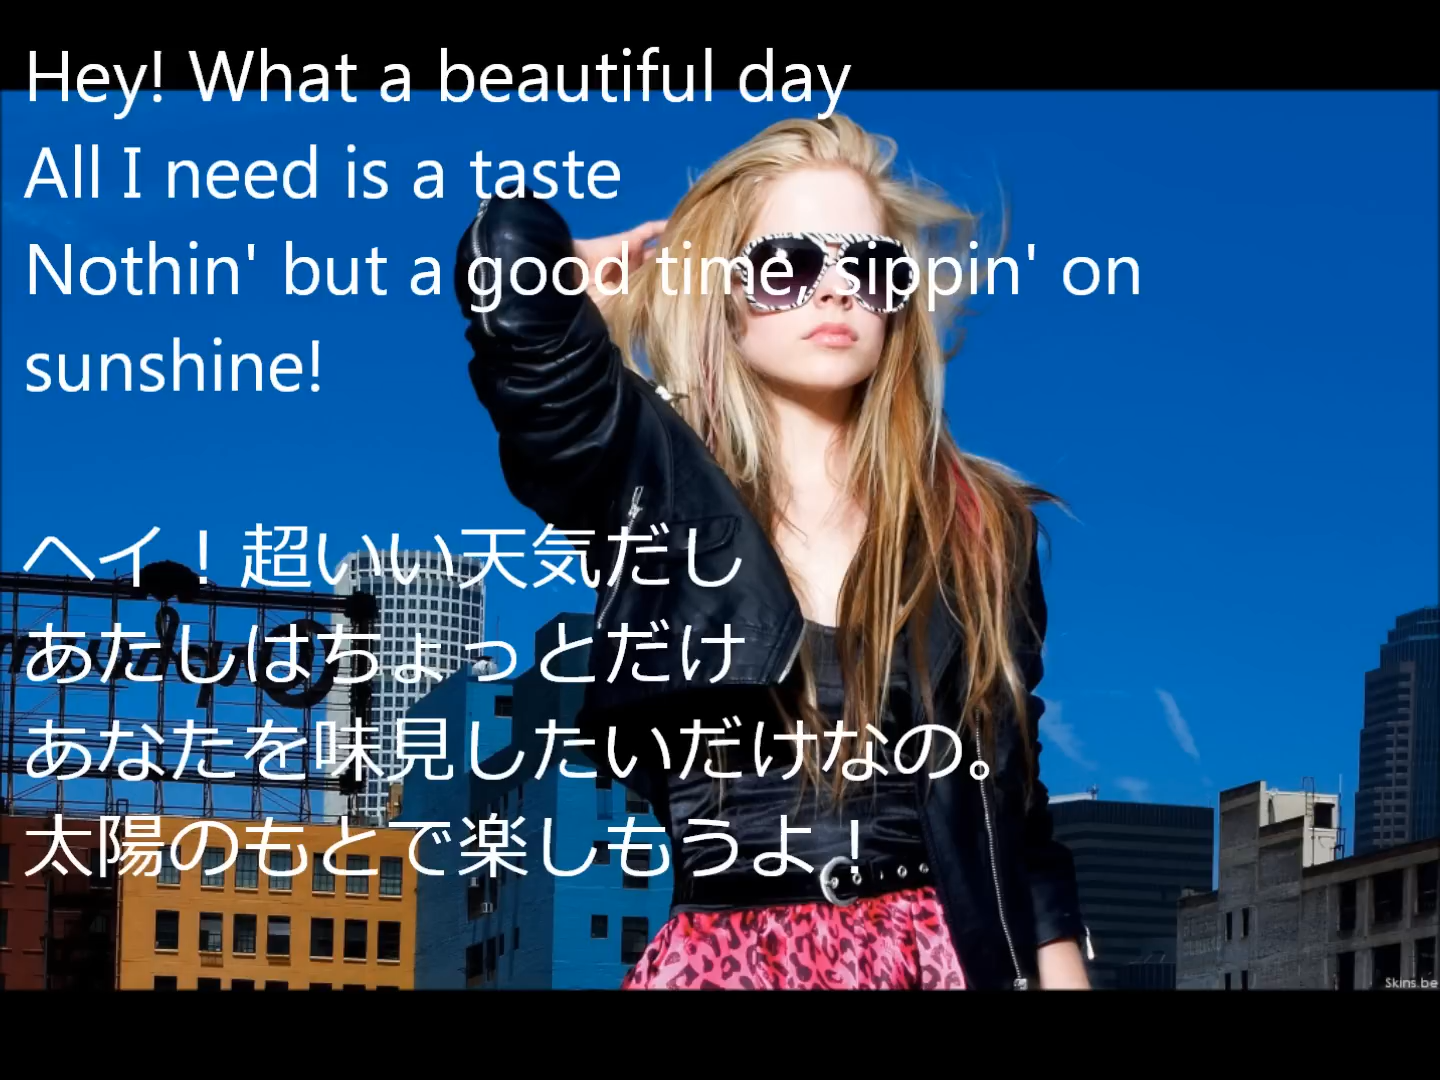 Hey! What a beautiful day
All I need is a taste
Nothin' but a good time, sippin' on
sunshine!
ヘイ！超いい天気だし
あたしはちょっとだけ
あなたを味見したいだけなの。
太陽のもとで楽しもうよ！
Skins.be